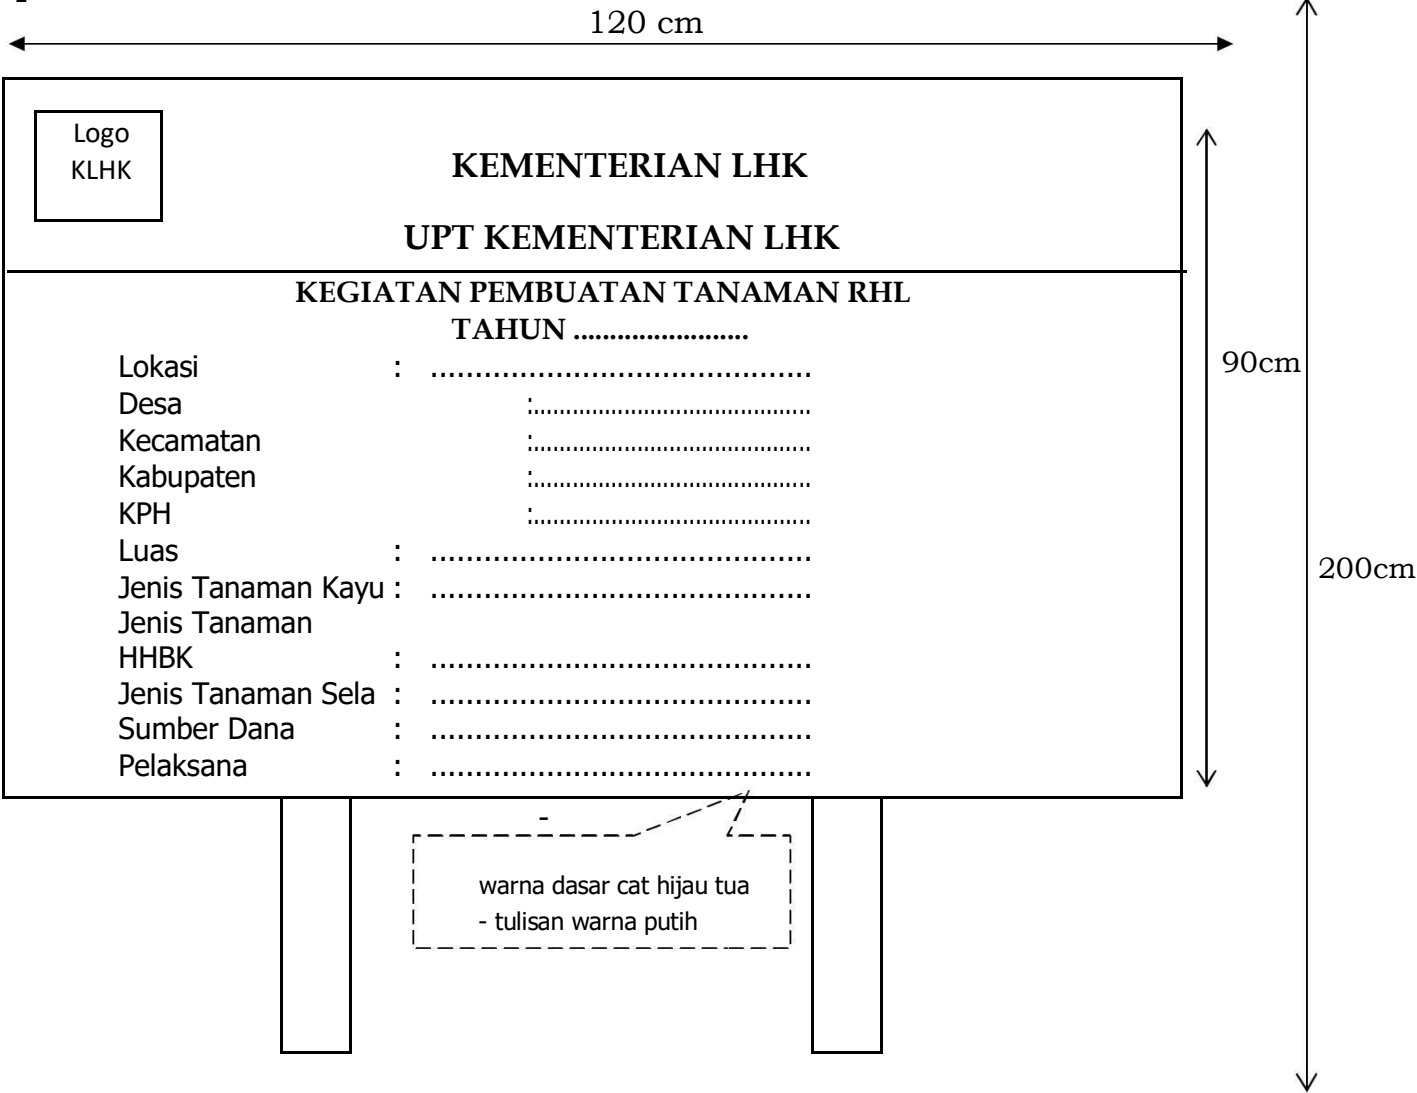 120 cm
Logo
KLHK
KEMENTERIAN LHK
UPT KEMENTERIAN LHK
KEGIATAN PEMBUATAN TANAMAN RHL
TAHUN ........................
Lokasi : ..........................................
Desa :...........................................
Kecamatan :...........................................
Kabupaten :...........................................
KPH :...........................................
Luas : ..........................................
Jenis Tanaman Kayu : ..........................................
Jenis Tanaman
HHBK : ..........................................
Jenis Tanaman Sela : ..........................................
Sumber Dana : ..........................................
Pelaksana : ..........................................
90cm
200cm
-
warna dasar cat hijau tua
- tulisan warna putih